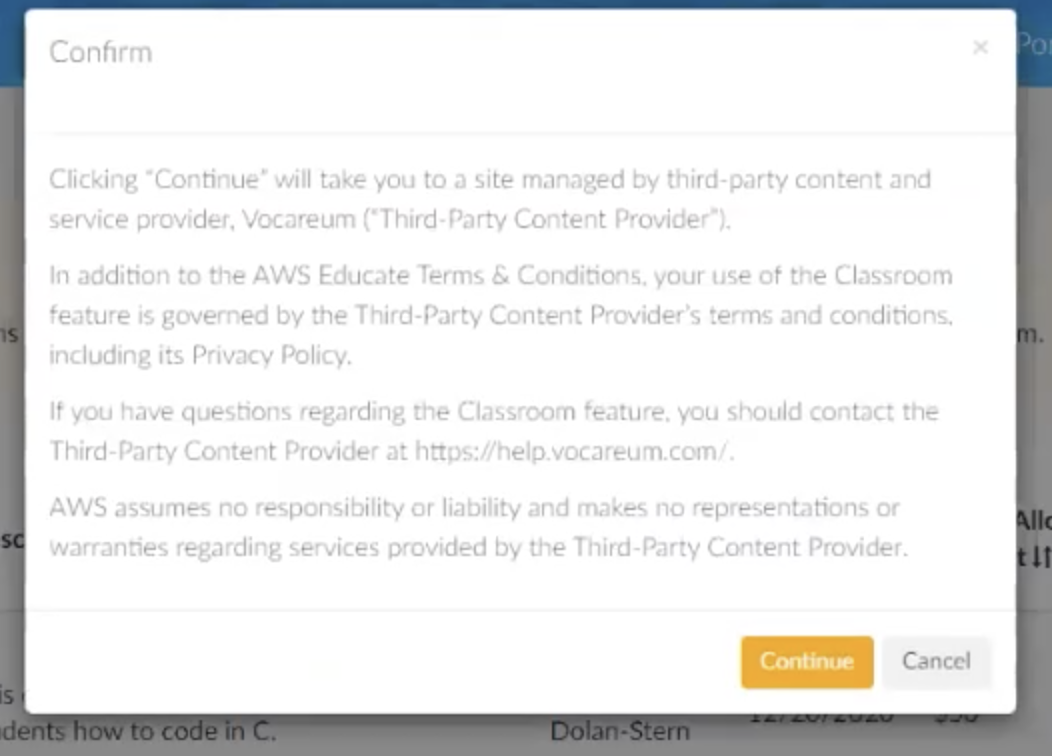 Confirm
×
Por
Clicking “Continue” will take you to a site managed by third-party content and
service provider, Vocareum (“Third-Party Content Provider”).
In addition to the AWS Educate Terms & Conditions, your use of the Classroom
feature is governed by the Third-Party Content Provider’s terms and conditions,
including its Privacy Policy.
ns
m.
If you have questions regarding the Classroom feature, you should contact the
Third-Party Content Provider at https://help.vocareum.com/.
AWS assumes no responsibility or liability and makes no representations or
warranties regarding services provided by the Third-Party Content Provider.
sc
Allo
t
Continue
Cancel
is
dents how to code in C.
Dolan-Stern
12/20/2020
$50